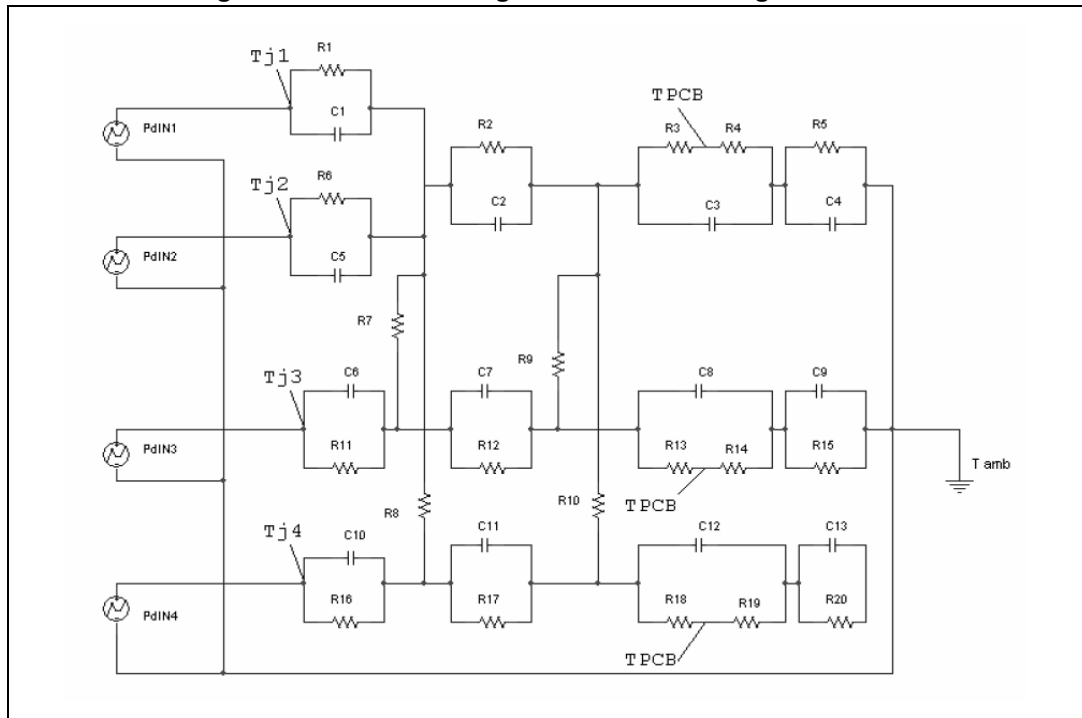 Tj1
R1
C1
PdIN1
R2
C2
TPCB
R3
R4
C3
R5
C4
Tj2
R6
C5
PdIN2
R7
R9
Tj3
C6
R11
PdIN3
C7
R12
C8
R13
R14
TPCB
C9
R15
T amb
R8
R10
Tj4
C10
R16
PdIN4
C11
R17
C12
R18
R19
TPCB
C13
R20